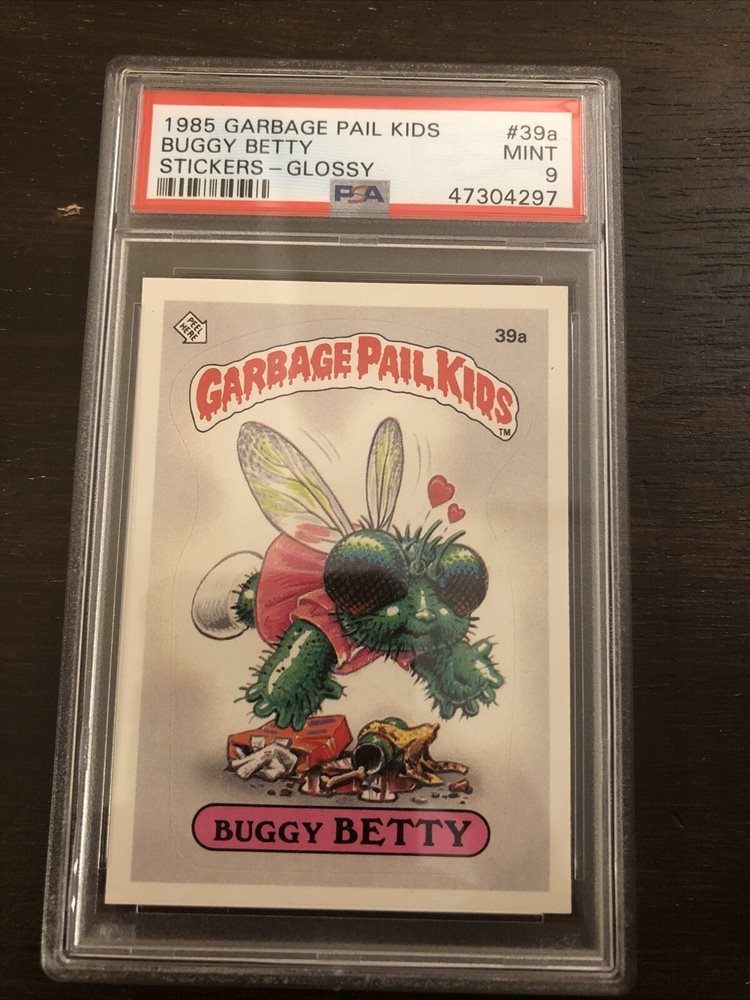 1985 GARBAGE PAIL KIDS #39a
BUGGY BETTY MINT
STICKERS - GLOSSY 9
PSA 47304297
PEEL HERE
39a
GARBAGE PAIL KIDS
TM
BUGGY BETTY